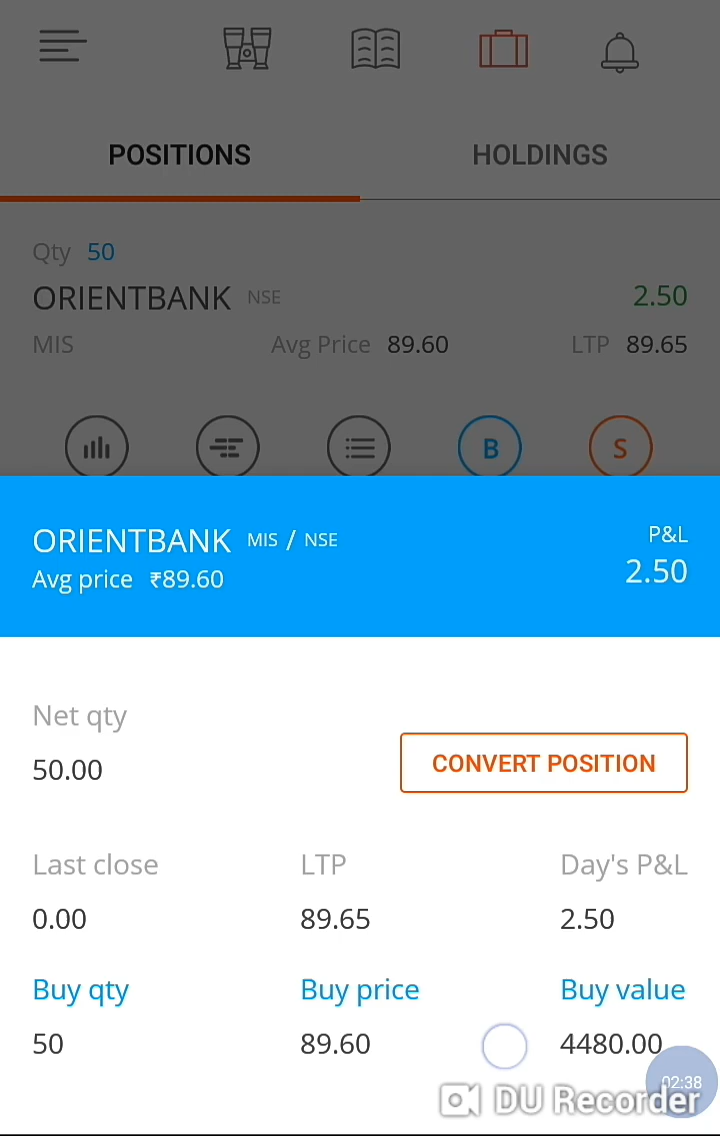 POSITIONS HOLDINGS
Qty 50
ORIENTBANK NSE 2.50
MIS Avg Price 89.60 LTP 89.65
B S
ORIENTBANK MIS / NSE P&L
Avg price ₹89.60 2.50
Net qty
50.00 CONVERT POSITION
Last close LTP Day's P&L
0.00 89.65 2.50
Buy qty Buy price Buy value
50 89.60 4480.00
02:38
DU Recorder